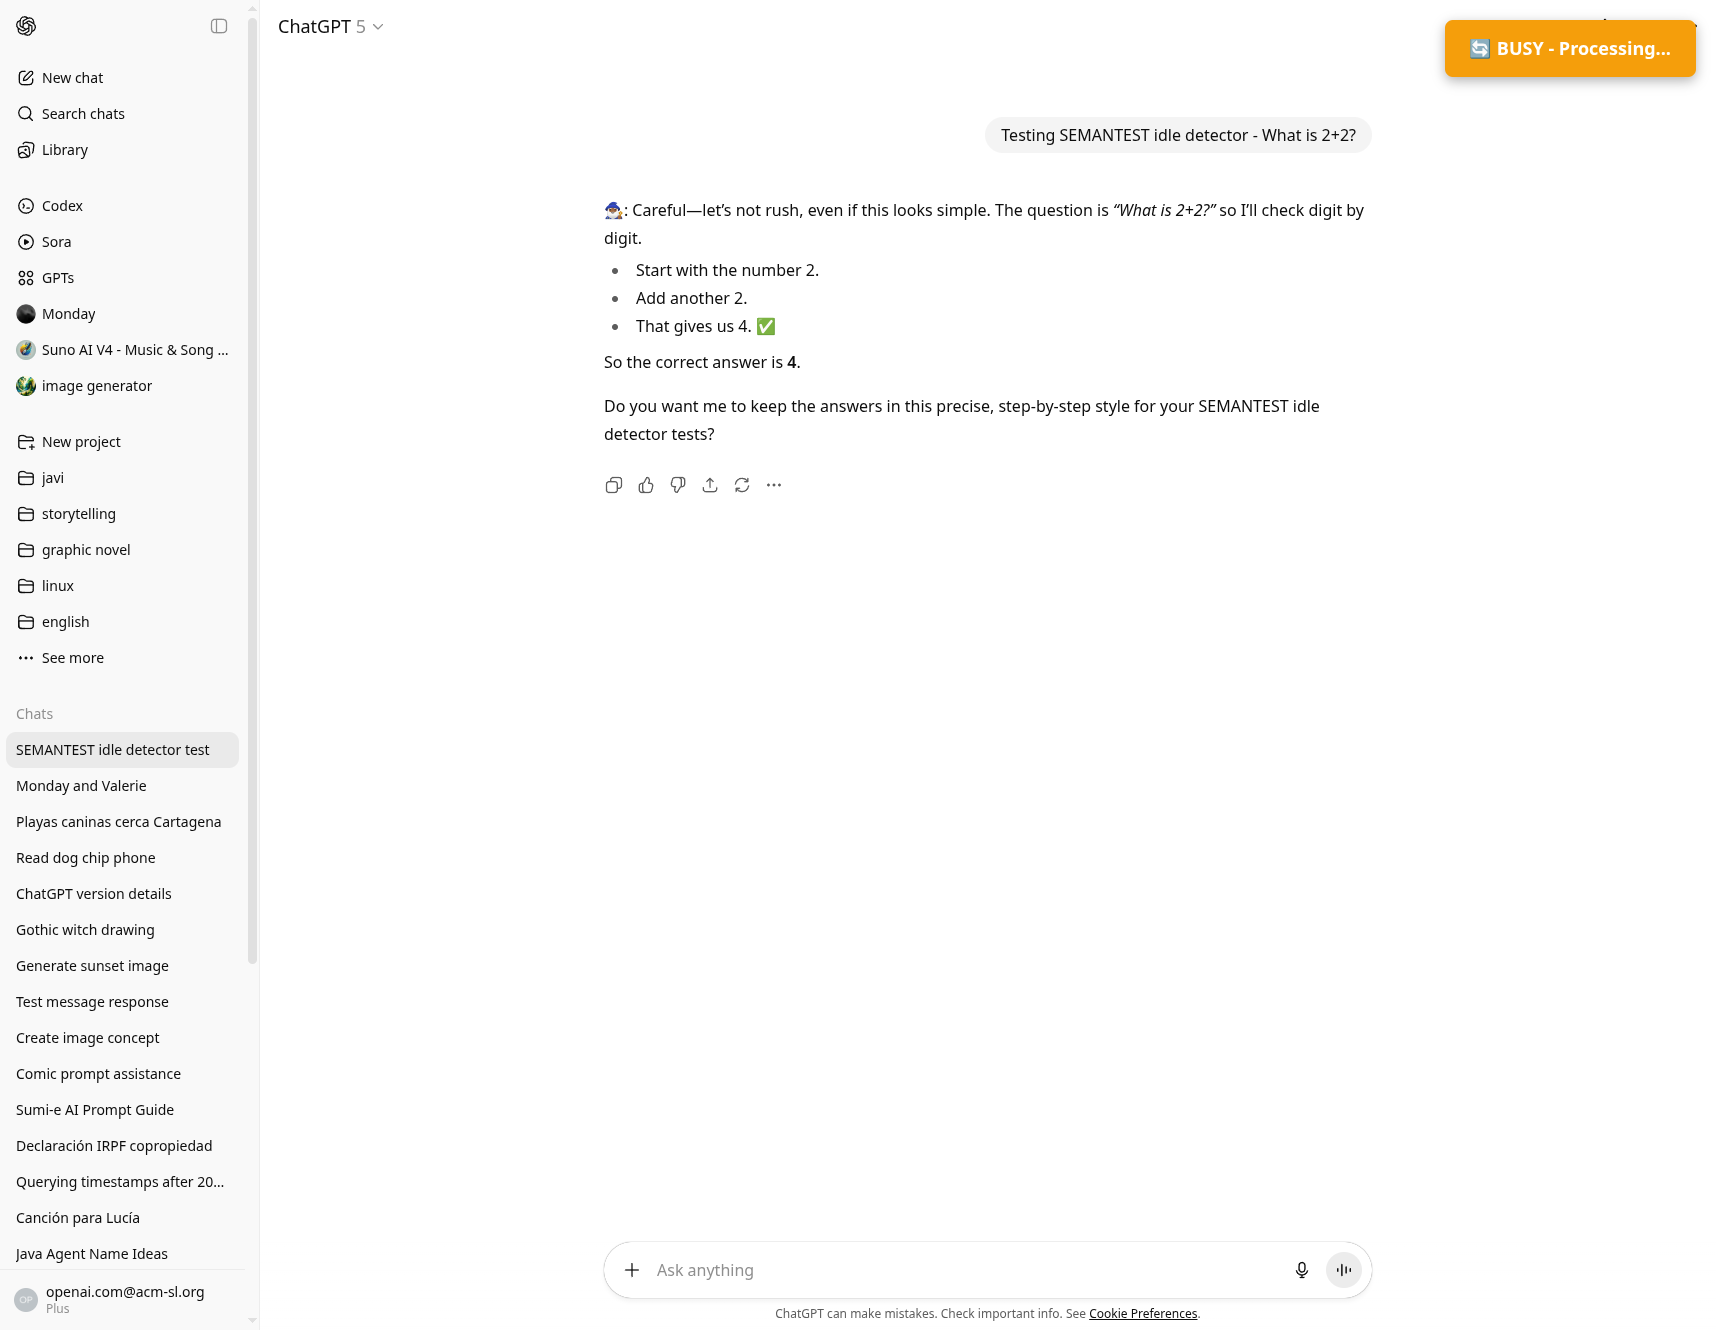 ChatGPT 5
BUSY - Processing...
New chat
Search chats
Library
Codex
Sora
GPTs
Monday
Suno AI V4 - Music & Song ...
image generator
New project
javi
storytelling
graphic novel
linux
english
See more
Chats
SEMANTEST idle detector test
Monday and Valerie
Playas caninas cerca Cartagena
Read dog chip phone
ChatGPT version details
Gothic witch drawing
Generate sunset image
Test message response
Create image concept
Comic prompt assistance
Sumi-e AI Prompt Guide
Declaración IRPF copropiedad
Querying timestamps after 20...
Canción para Lucía
Java Agent Name Ideas
OP
openai.com@acm-sl.org
Plus
Testing SEMANTEST idle detector - What is 2+2?
: Careful—let’s not rush, even if this looks simple. The question is “What is 2+2?” so I’ll check digit by
digit.
Start with the number 2.
Add another 2.
That gives us 4. ✅
So the correct answer is 4.
Do you want me to keep the answers in this precise, step-by-step style for your SEMANTEST idle
detector tests?
Ask anything
ChatGPT can make mistakes. Check important info. See Cookie Preferences.